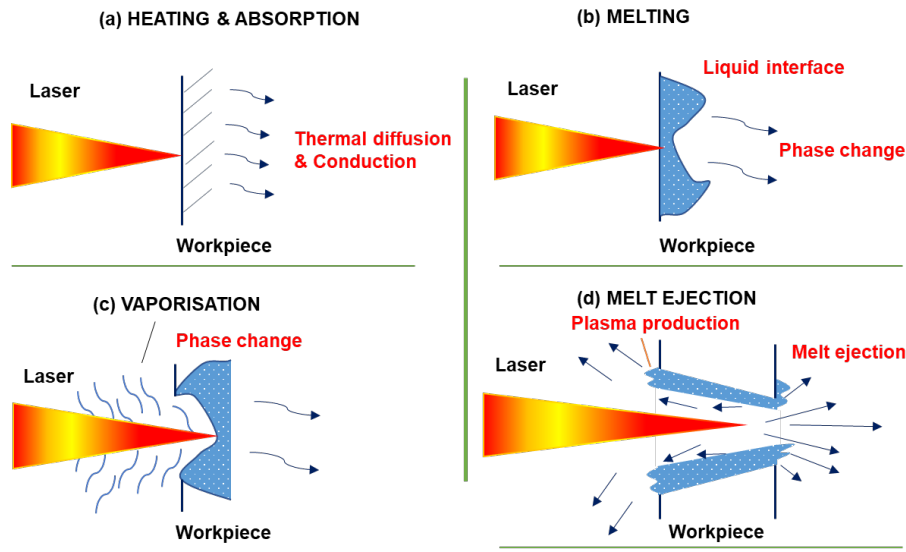 (a) HEATING & ABSORPTION
Laser
Thermal diffusion
& Conduction
Workpiece
(b) MELTING
Liquid interface
Laser
Phase change
Workpiece
(c) VAPORISATION
Phase change
Laser
Workpiece
(d) MELT EJECTION
Plasma production
Melt ejection
Laser
Workpiece